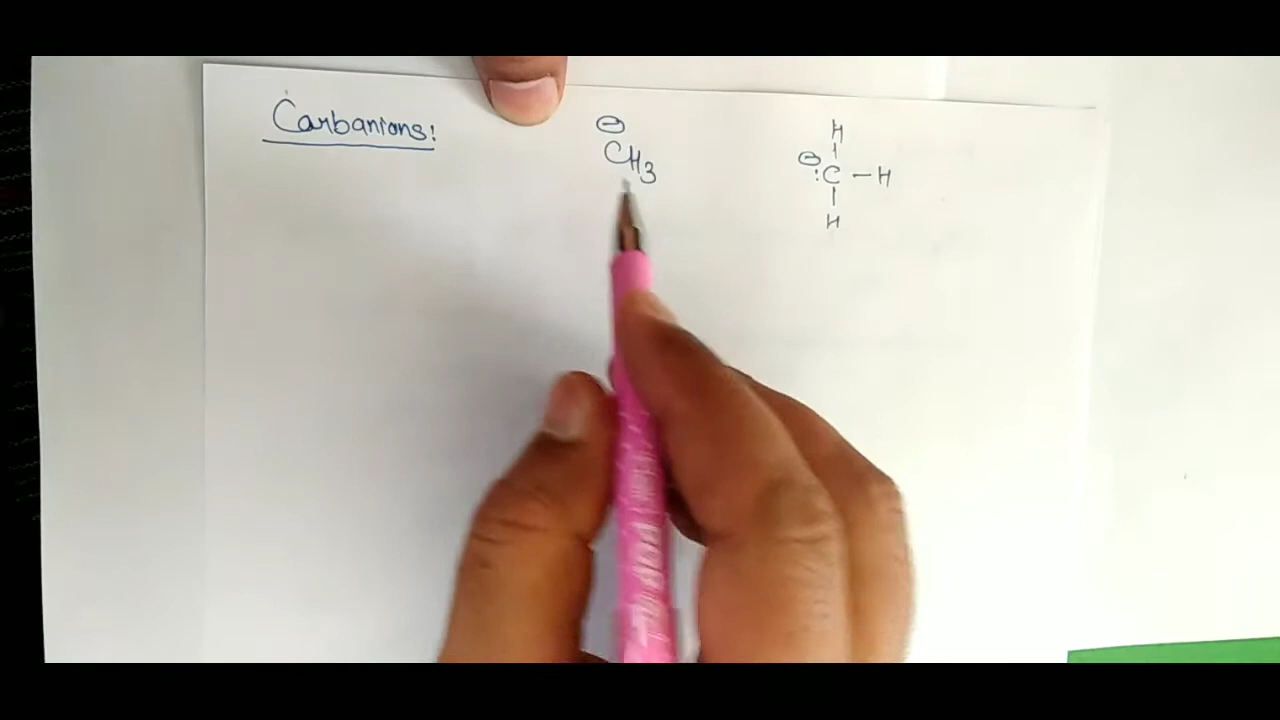 Carbanions:
⊖
CH3
H
|
⊖:C – H
|
H